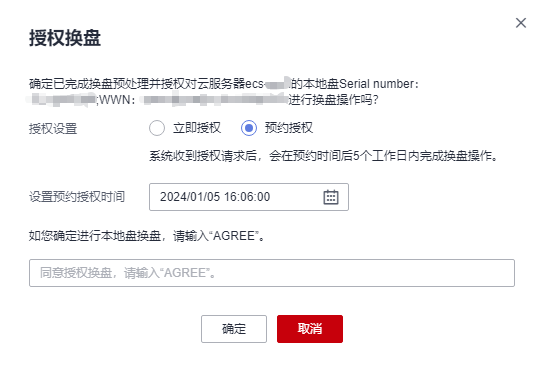 授权换盘
确定已完成换盘预处理并授权对云服务器ecs-的本地盘Serial number：
;WWN：进行换盘操作吗？
授权设置 立即授权 预约授权
系统收到授权请求后，会在预约时间后5个工作日内完成换盘操作。
设置预约授权时间 2024/01/05 16:06:00
如您确定进行本地盘换盘，请输入“AGREE”。
同意授权换盘，请输入“AGREE”。
确定 取消